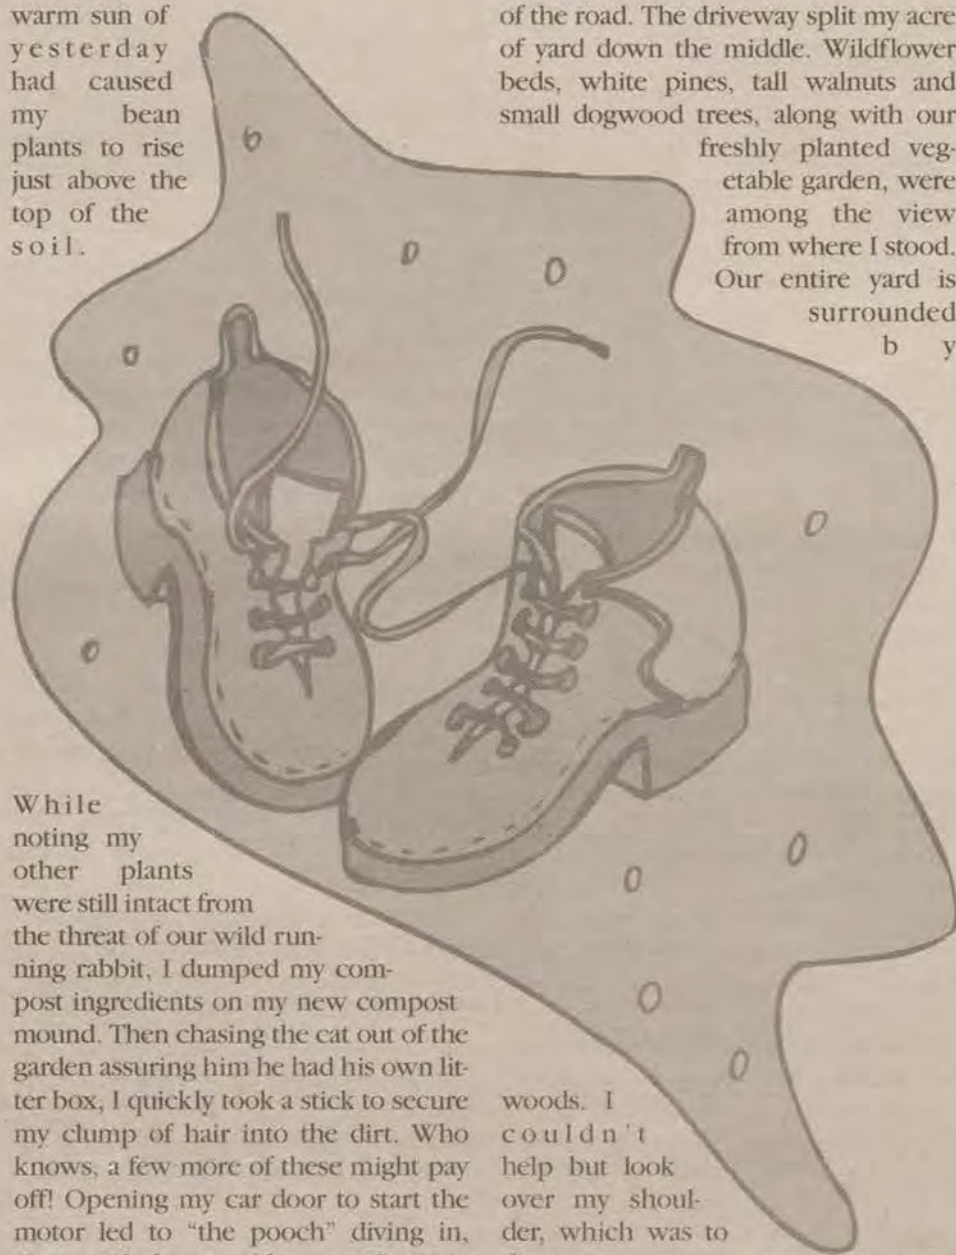 warm sun of
yesterday
had caused
my bean
plants to rise
just above the
top of the
soil.
While
noting my
other plants
were still intact from
the threat of our wild run-
ning rabbit, I dumped my com-
post ingredients on my new compost
mound. Then chasing the cat out of the
garden assuring him he had his own lit-
ter box, I quickly took a stick to secure
my clump of hair into the dirt. Who
knows, a few more of these might pay
off! Opening my car door to start the
motor led to “the pooch” diving in,
of the road. The driveway split my acre
of yard down the middle. Wildflower
beds, white pines, tall walnuts and
small dogwood trees, along with our
freshly planted veg-
etable garden, were
among the view
from where I stood.
Our entire yard is
surrounded
b y
woods. I
couldn't
help but look
over my shoul-
der, which was to